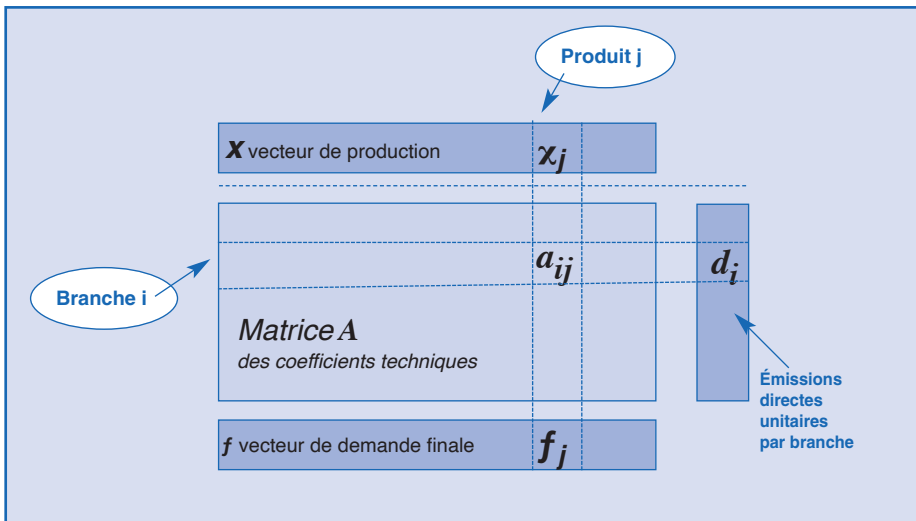 Produit j
x vecteur de production
χj
aij
di
Branche i
Matrice A
des coefficients techniques
Émissions
directes
unitaires
par branche
f vecteur de demande finale
fj